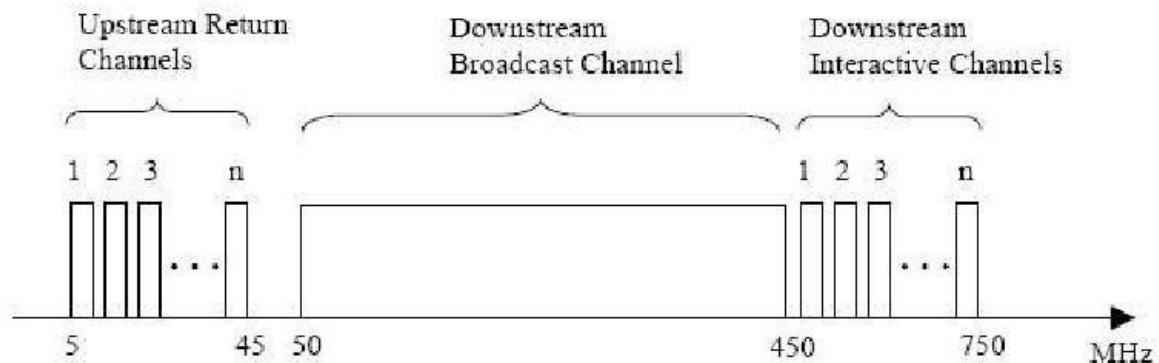 Upstream Return
Channels
Downstream
Broadcast Channel
Downstream
Interactive Channels
1 2 3 n
1 2 3 n
5 45 50 450 750
MHz